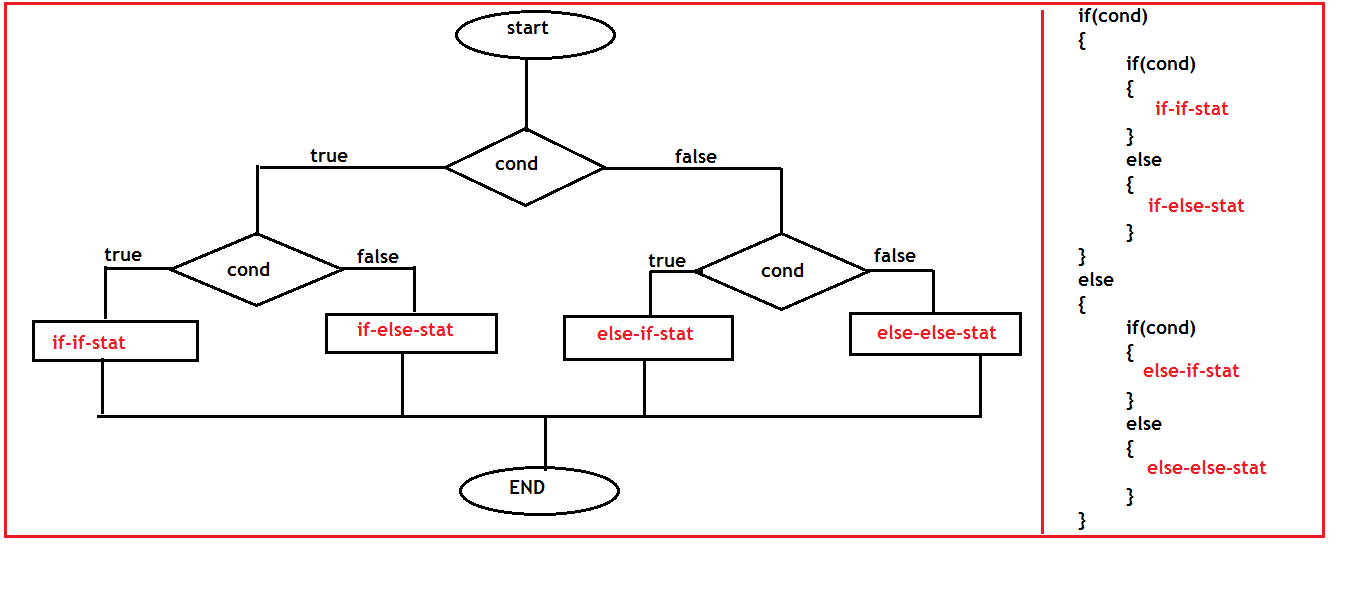 start
cond
true
false
true
cond
false
true
cond
false
if-if-stat
if-else-stat
else-if-stat
else-else-stat
END
if(cond)
{
if(cond)
{
if-if-stat
}
else
{
if-else-stat
}
}
else
{
if(cond)
{
else-if-stat
}
else
{
else-else-stat
}
}